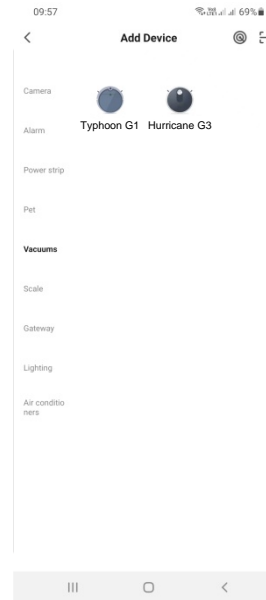 09:57
69%
Add Device
Camera
Typhoon G1 Hurricane G3
Alarm
Power strip
Pet
Vacuums
Scale
Gateway
Lighting
Air conditio
ners